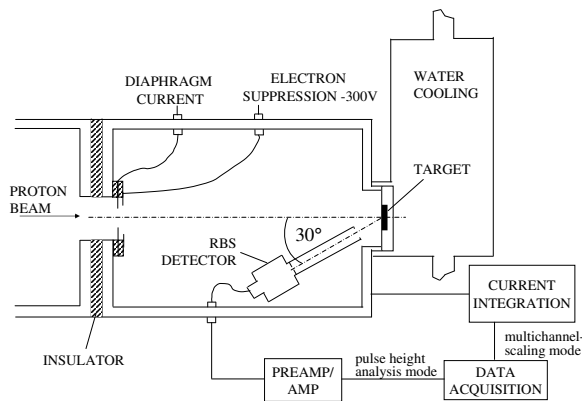 DIAPHRAGM
CURRENT
ELECTRON
SUPPRESSION -300V
WATER
COOLING
PROTON
BEAM
TARGET
30°
RBS
DETECTOR
INSULATOR
CURRENT
INTEGRATION
multichannel-
scaling mode
pulse height
analysis mode
PREAMP/
AMP
DATA
ACQUISITION